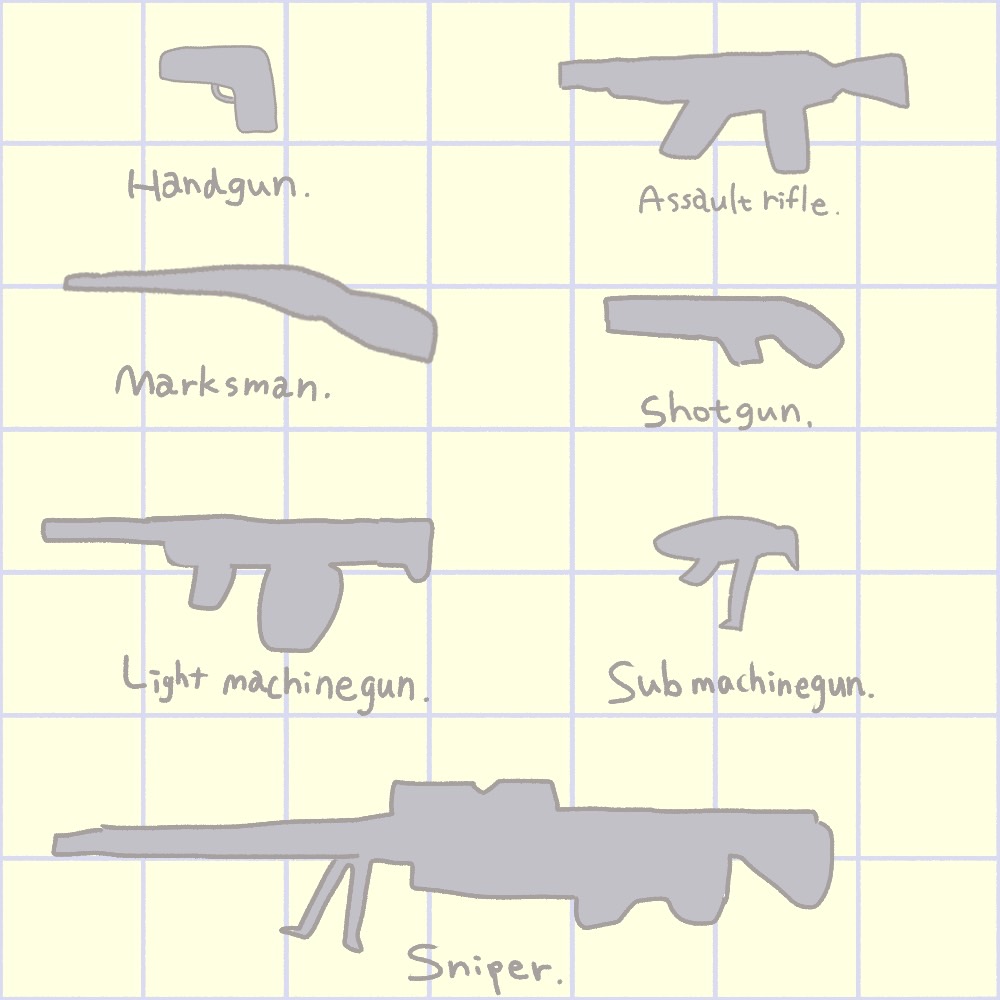 Handgun.
Assault rifle.
Marksman.
Shotgun.
Light machinegun.
Submachinegun.
Sniper.